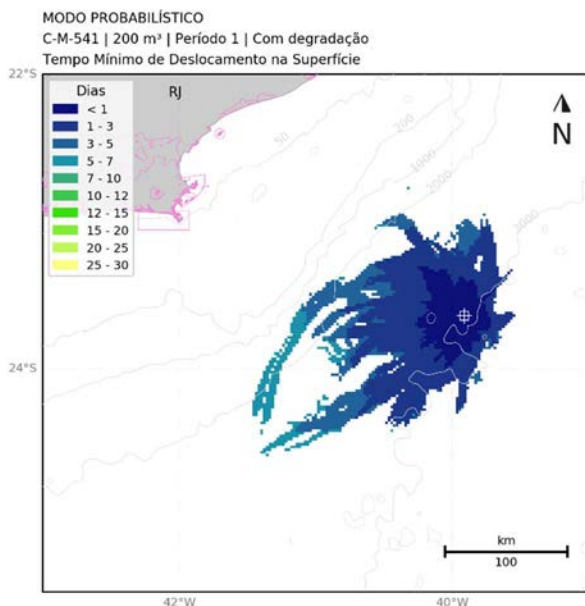 MODO PROBABILÍSTICO
C-M-541 | 200 m³ | Período 1 | Com degradação
Tempo Mínimo de Deslocamento na Superfície
22°S
Dias
< 1
1 - 3
3 - 5
5 - 7
7 - 10
10 - 12
12 - 15
15 - 20
20 - 25
25 - 30
RJ
N
50
200
1000
2000
3000
24°S
km
100
42°W
40°W